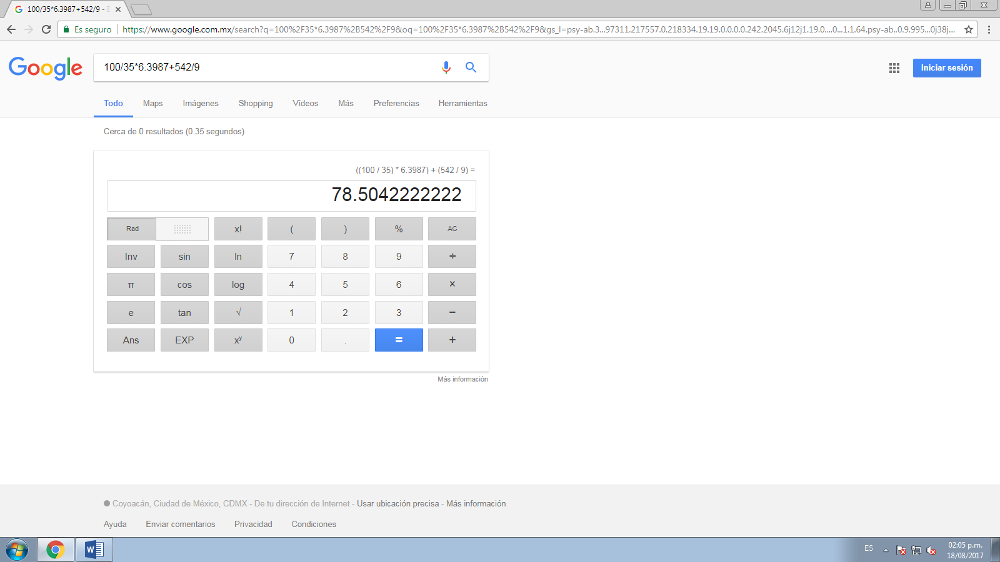 100/35*6.3987+542/9 -
Es seguro
https://www.google.com.mx/search?q=100%2F35*6.3987%2B542%2F9&oq=100%2F35*6.3987%2B542%2F9&gs_l=psy-ab.3...97311.217557.0.218334.19.19.0.0.0.0.242.2045.6j12j1.19.0....0...1.1.64.psy-ab..0.9.995...0j38j...
Google
100/35*6.3987+542/9
Iniciar sesión
Todo Maps Imágenes Shopping Vídeos Más Preferencias Herramientas
Cerca de 0 resultados (0.35 segundos)
((100 / 35) * 6.3987) + (542 / 9) =
78.5042222222
Rad x! ( ) % AC
Inv sin ln 7 8 9 ÷
π cos log 4 5 6 ×
e tan √ 1 2 3 −
Ans EXP xʸ 0 . = +
Más información
Coyoacán, Ciudad de México, CDMX - De tu dirección de Internet - Usar ubicación precisa - Más información
Ayuda Enviar comentarios Privacidad Condiciones
W
ES
02:05 p.m.
18/08/2017